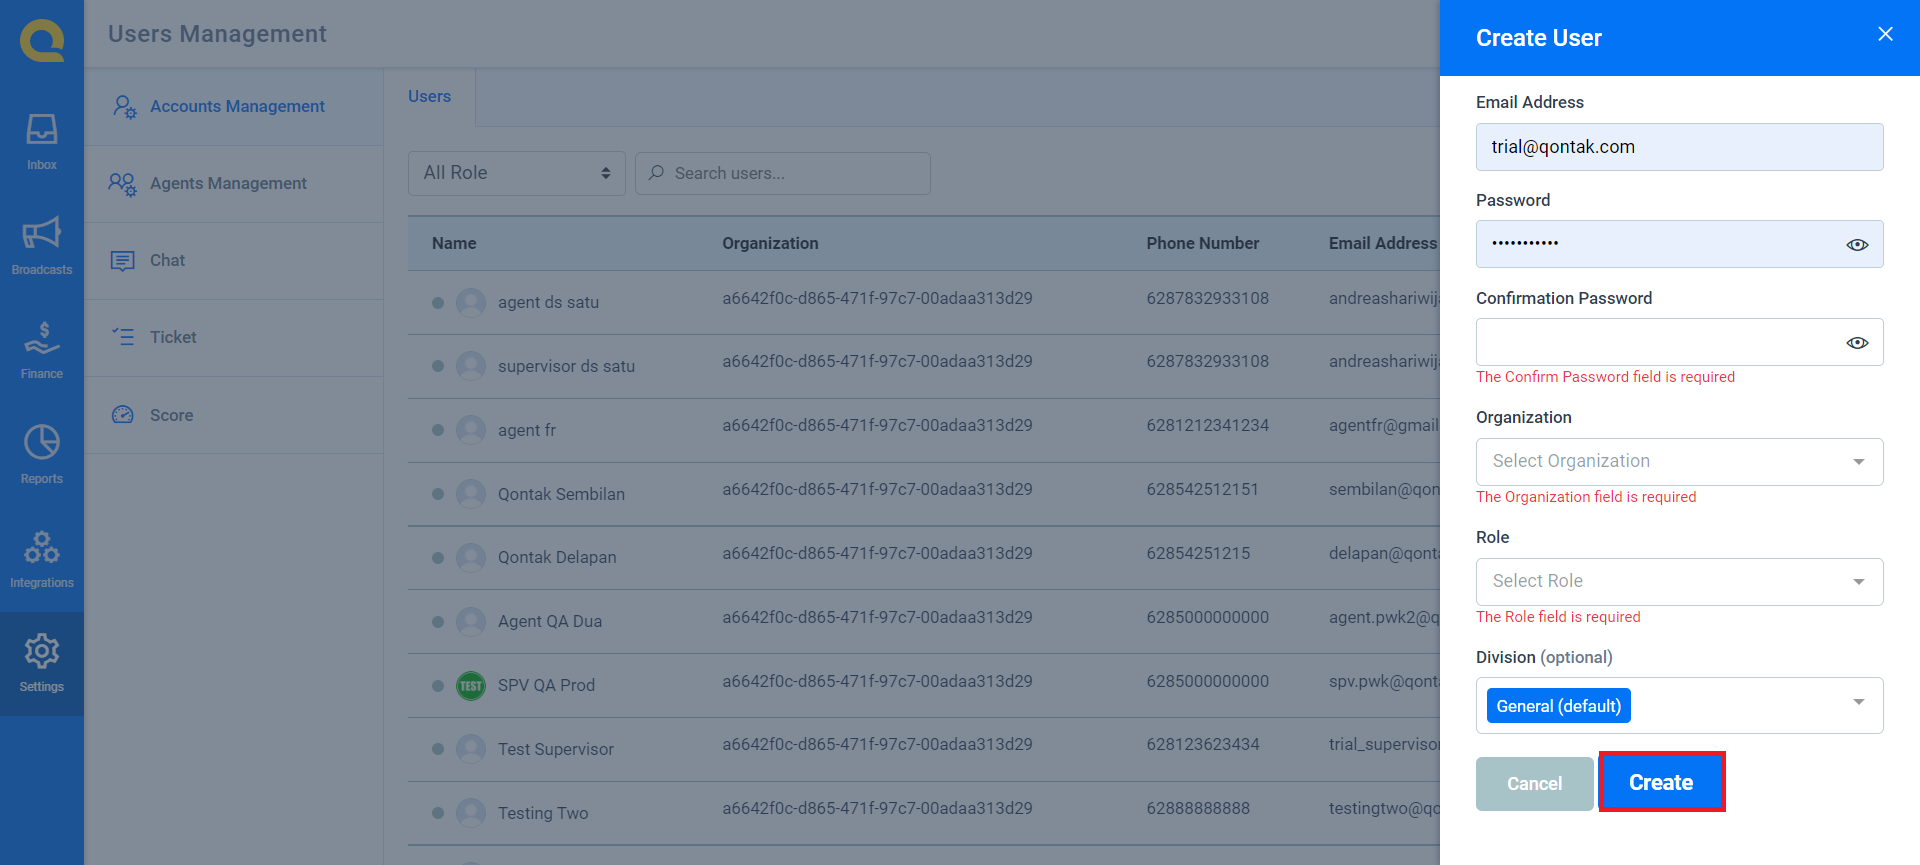 Users Management
Create User
Inbox
Broadcasts
Finance
Reports
Integrations
Settings
Accounts Management
Agents Management
Chat
Ticket
Score
Users
All Role
Search users...
Name Organization Phone Number Email Address
agent ds satu a6642f0c-d865-471f-97c7-00adaa313d29 6287832933108 andreashariwij
supervisor ds satu a6642f0c-d865-471f-97c7-00adaa313d29 6287832933108 andreashariwij
agent fr a6642f0c-d865-471f-97c7-00adaa313d29 6281212341234 agentfr@gmail
Qontak Sembilan a6642f0c-d865-471f-97c7-00adaa313d29 628542512151 sembilan@qon
Qontak Delapan a6642f0c-d865-471f-97c7-00adaa313d29 62854251215 delapan@qont
Agent QA Dua a6642f0c-d865-471f-97c7-00adaa313d29 6285000000000 agent.pwk2@q
TEST SPV QA Prod a6642f0c-d865-471f-97c7-00adaa313d29 6285000000000 spv.pwk@qont
Test Supervisor a6642f0c-d865-471f-97c7-00adaa313d29 628123623434 trial_superviso
Testing Two a6642f0c-d865-471f-97c7-00adaa313d29 62888888888 testingtwo@qo
Email Address
trial@qontak.com
Password
•••••••••••
Confirmation Password
The Confirm Password field is required
Organization
Select Organization
The Organization field is required
Role
Select Role
The Role field is required
Division (optional)
General (default)
Cancel
Create